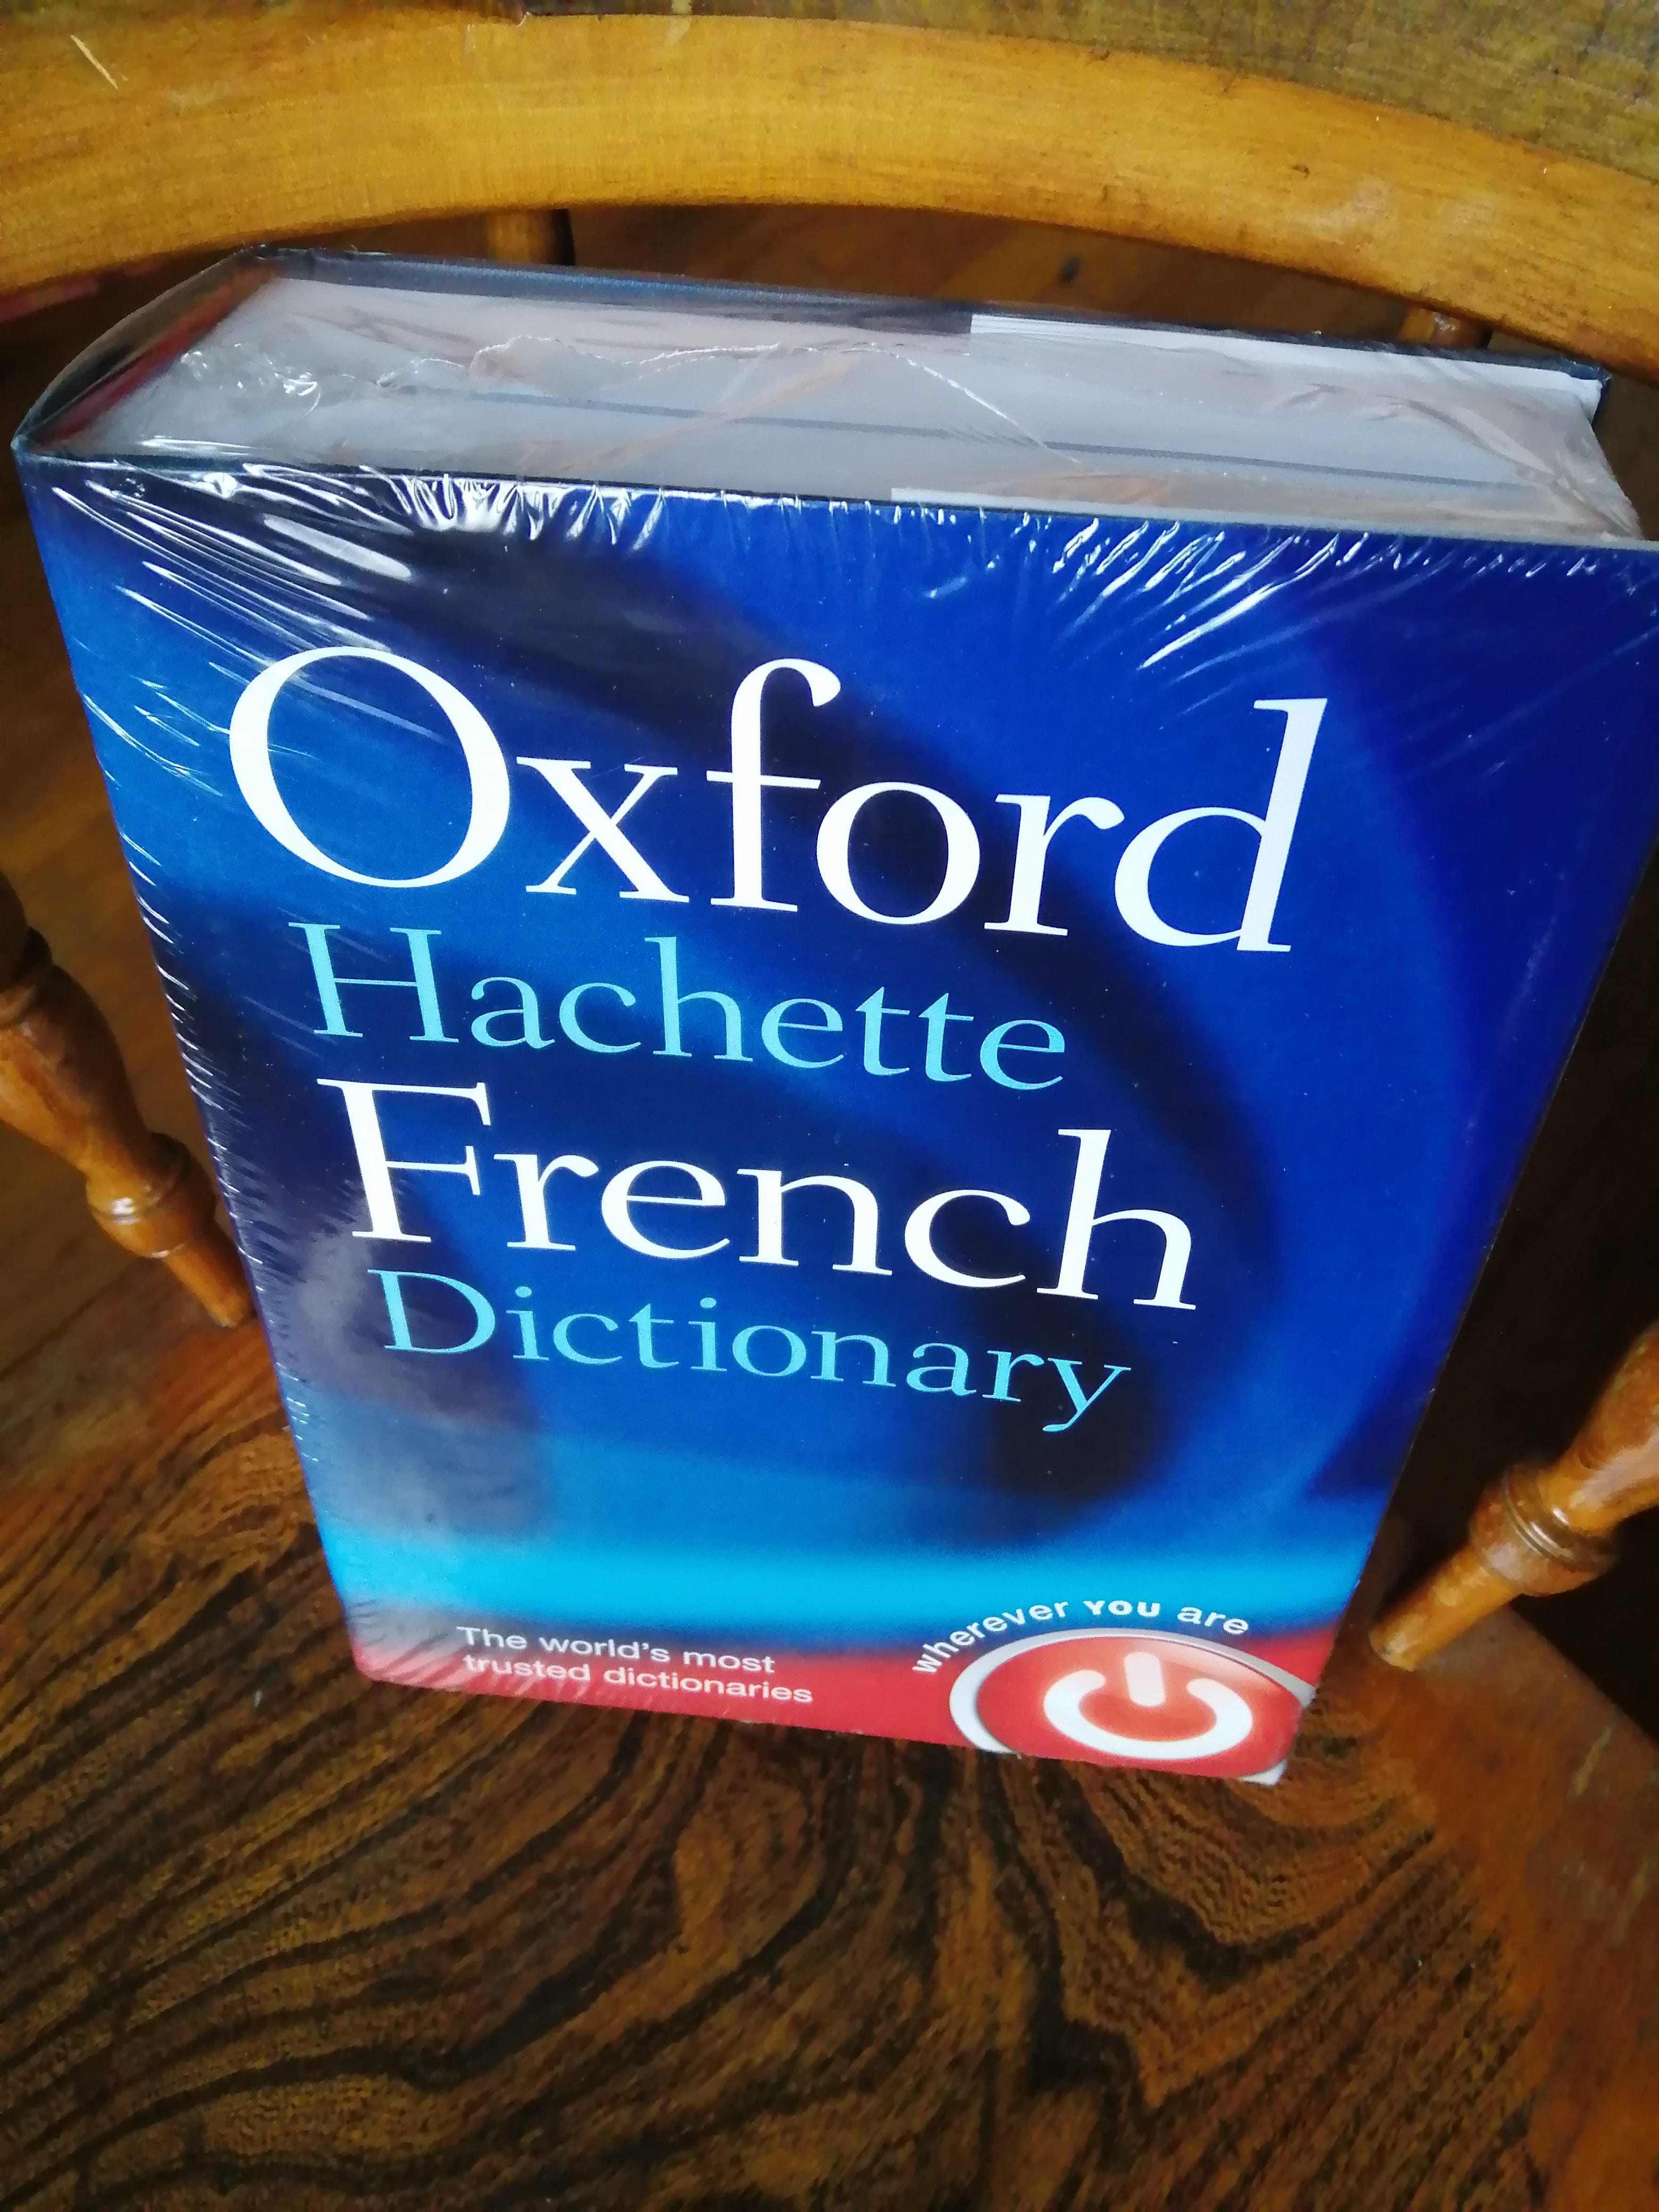 Oxford
Hachette
French
Dictionary
The world's most
trusted dictionaries
wherever YOU are